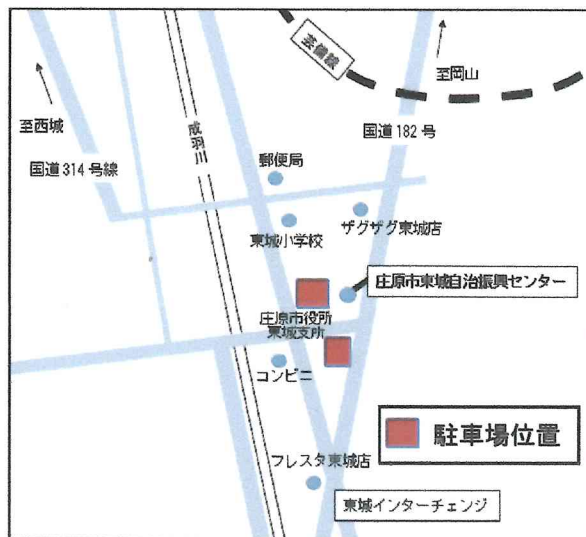 芸備線
至岡山
至西城
国道182号
成羽川
国道314号線
郵便局
ザグザグ東城店
東城小学校
庄原市東城自治振興センター
庄原市役所
東城支所
コンビニ
駐車場位置
フレスタ東城店
東城インターチェンジ